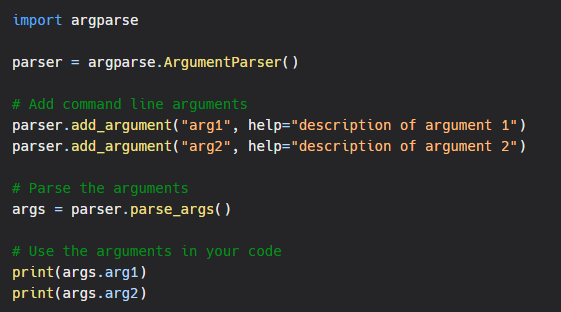 import argparse
parser = argparse.ArgumentParser()
# Add command line arguments
parser.add_argument("arg1", help="description of argument 1")
parser.add_argument("arg2", help="description of argument 2")
# Parse the arguments
args = parser.parse_args()
# Use the arguments in your code
print(args.arg1)
print(args.arg2)